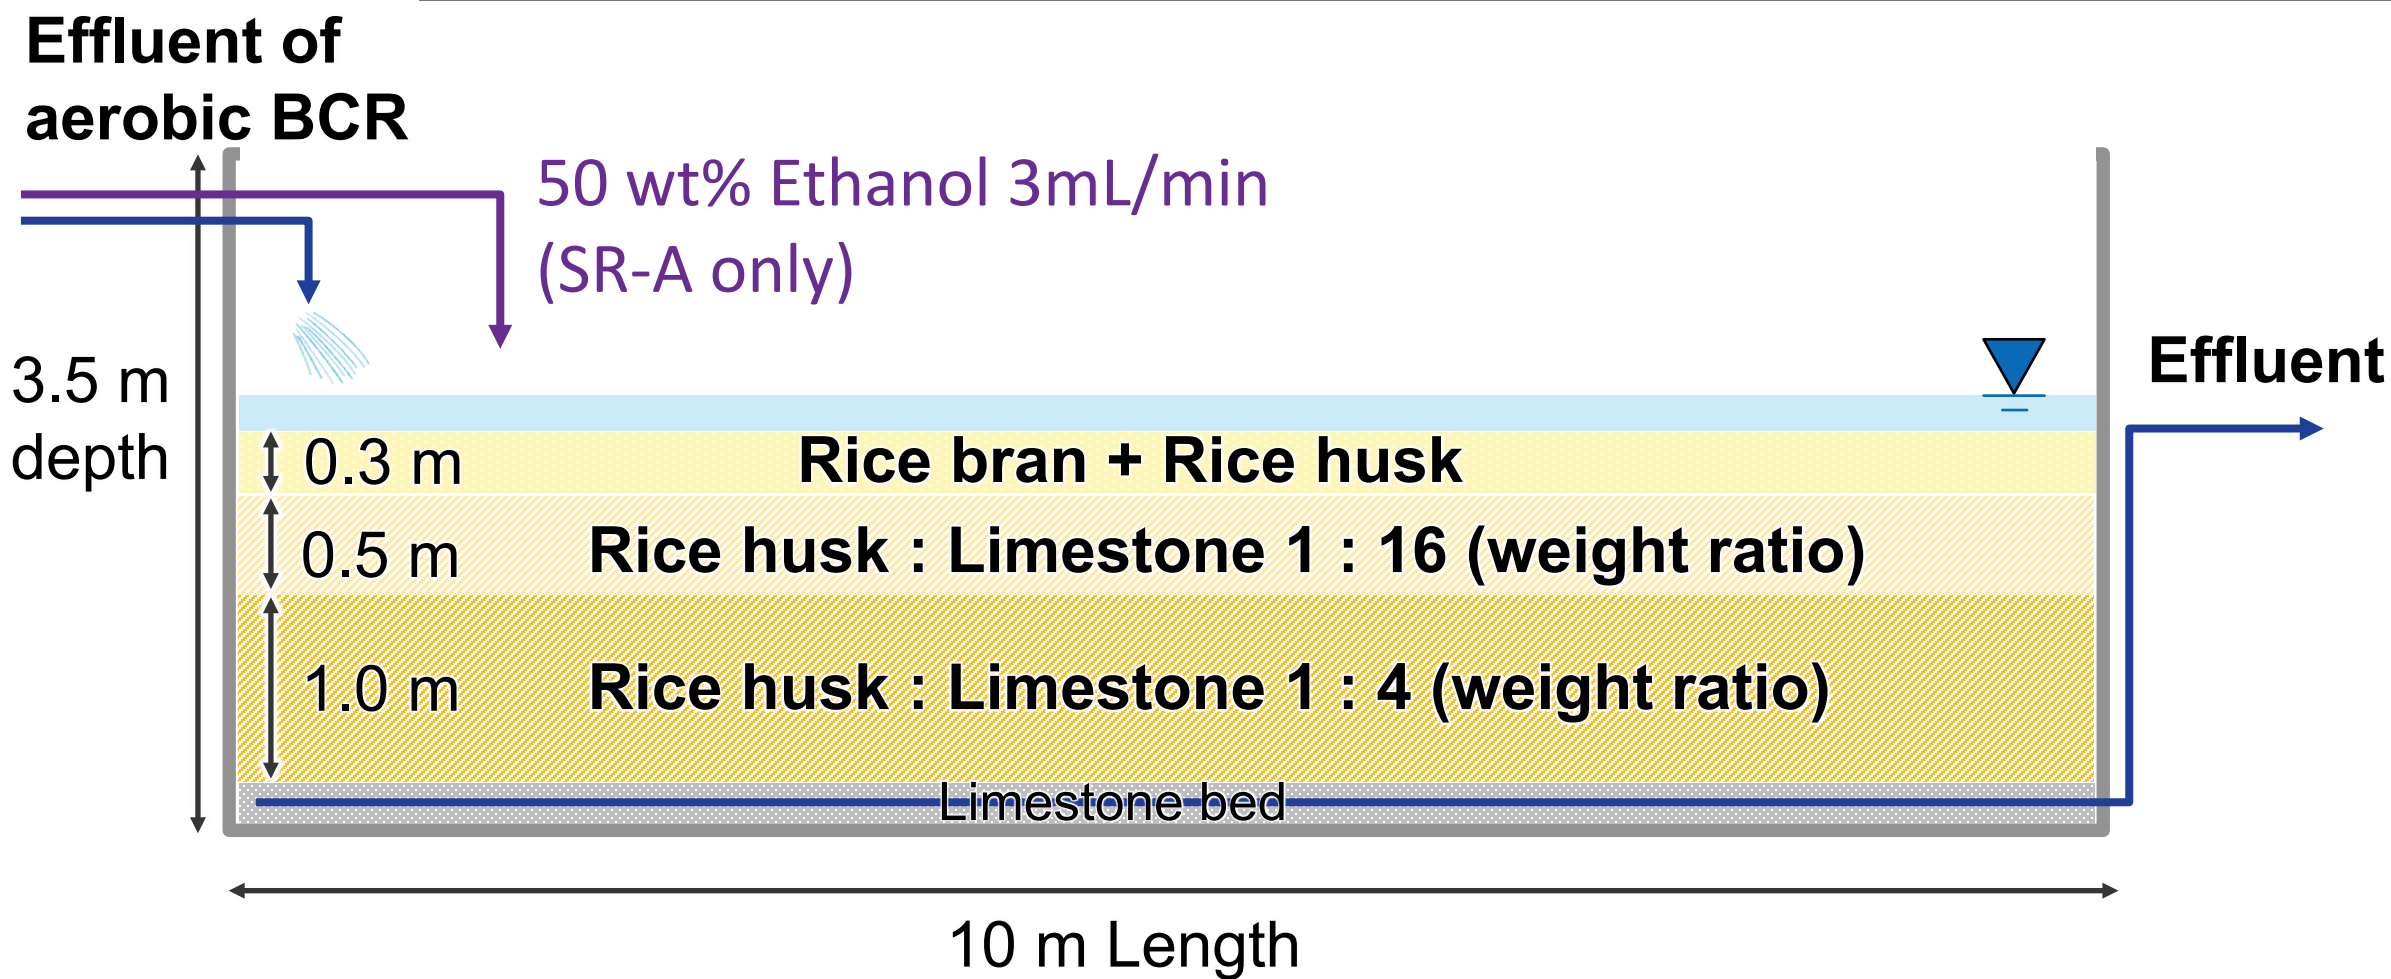 Effluent of
aerobic BCR
50 wt% Ethanol 3mL/min
(SR-A only)
3.5 m
depth
Effluent
0.3 m
Rice bran + Rice husk
0.5 m
Rice husk : Limestone 1 : 16 (weight ratio)
1.0 m
Rice husk : Limestone 1 : 4 (weight ratio)
Limestone bed
10 m Length